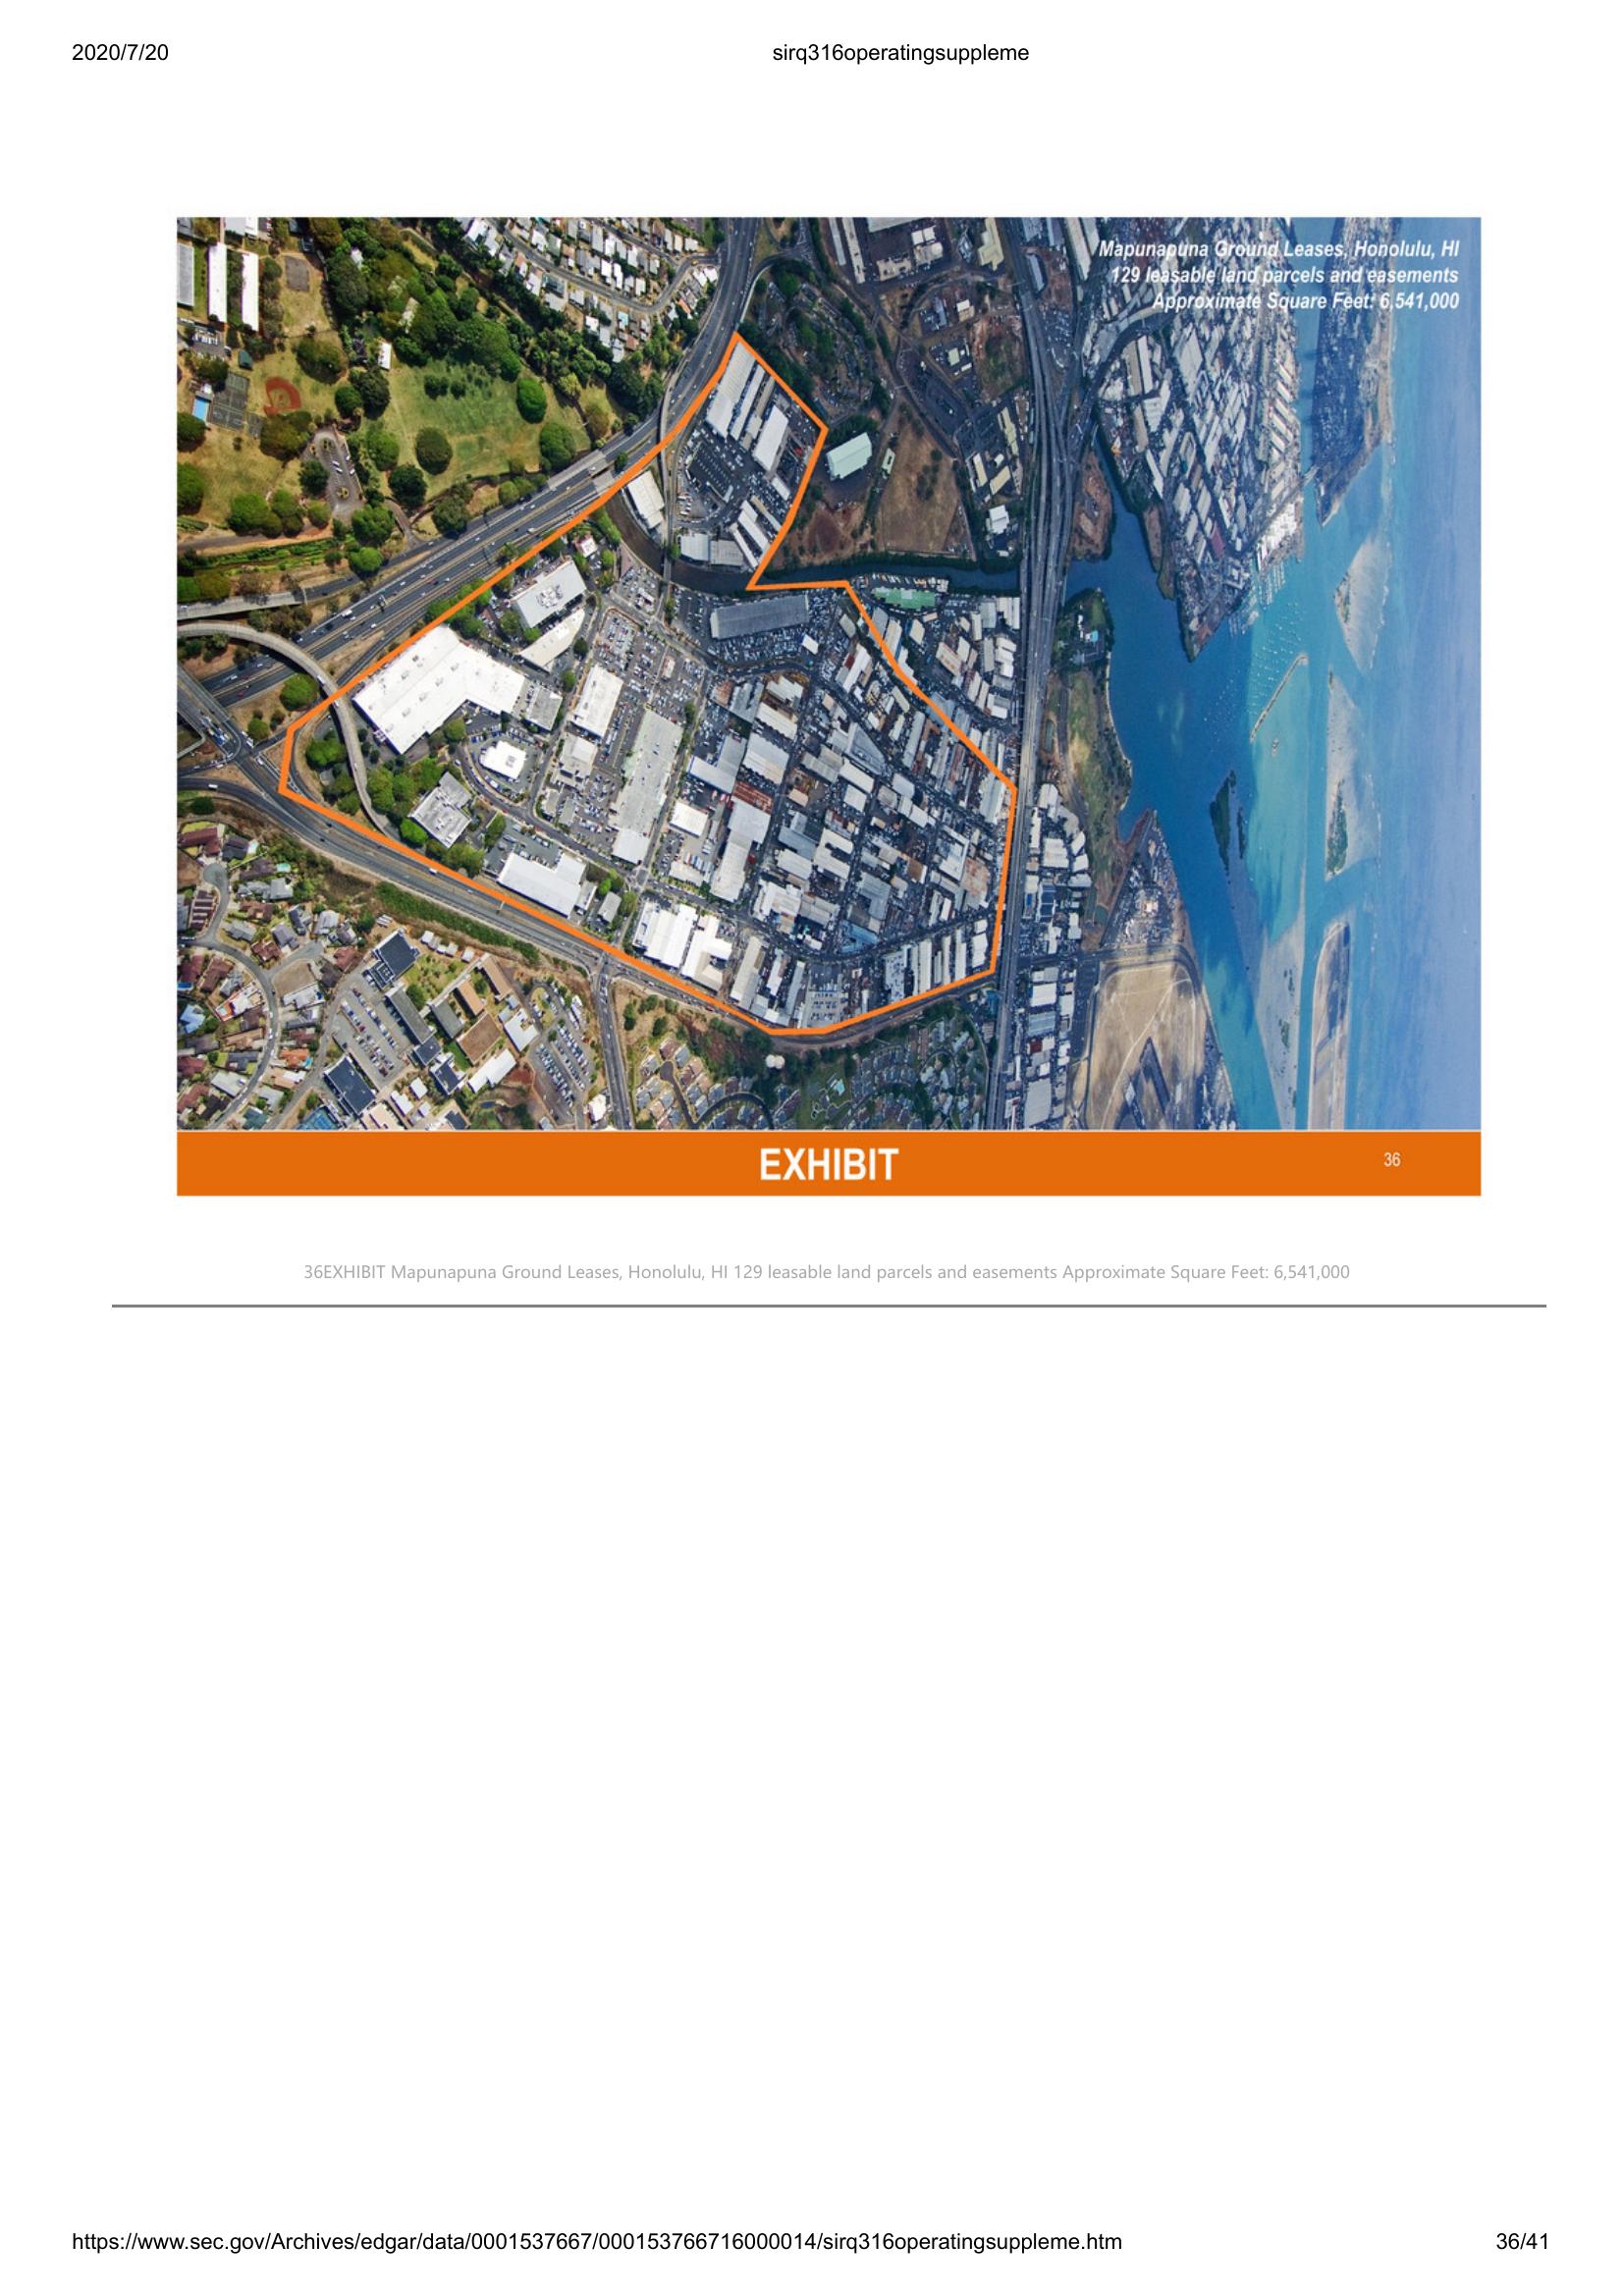 2020/7/20 sirq316operatingsuppleme
Mapunapuna Ground Leases, Honolulu, HI
129 leasable land parcels and easements
Approximate Square Feet: 6,541,000
EXHIBIT 36
36EXHIBIT Mapunapuna Ground Leases, Honolulu, HI 129 leasable land parcels and easements Approximate Square Feet: 6,541,000
https://www.sec.gov/Archives/edgar/data/0001537667/000153766716000014/sirq316operatingsuppleme.htm 36/41